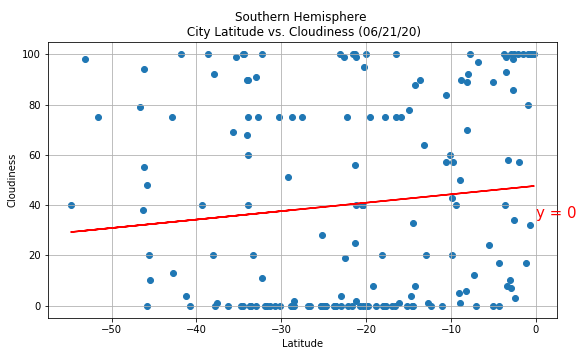 Southern Hemisphere
City Latitude vs. Cloudiness (06/21/20)
100
80
60
40
20
0
Cloudiness
y = 0
−50
−40
−30
−20
−10
0
Latitude